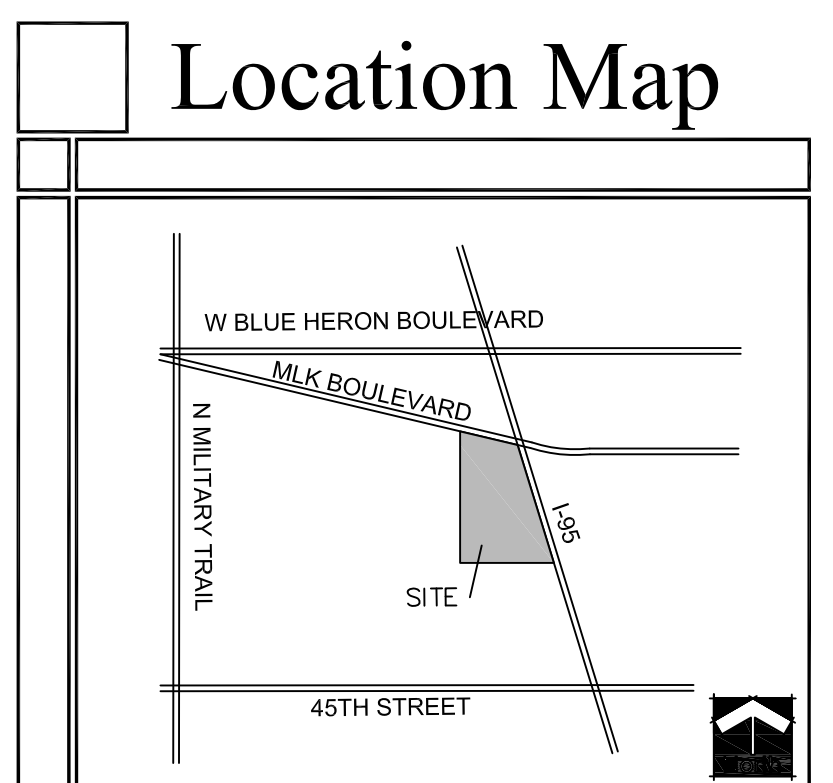 Location Map
W BLUE HERON BOULEVARD
MLK BOULEVARD
N MILITARY TRAIL
I-95
SITE
45TH STREET